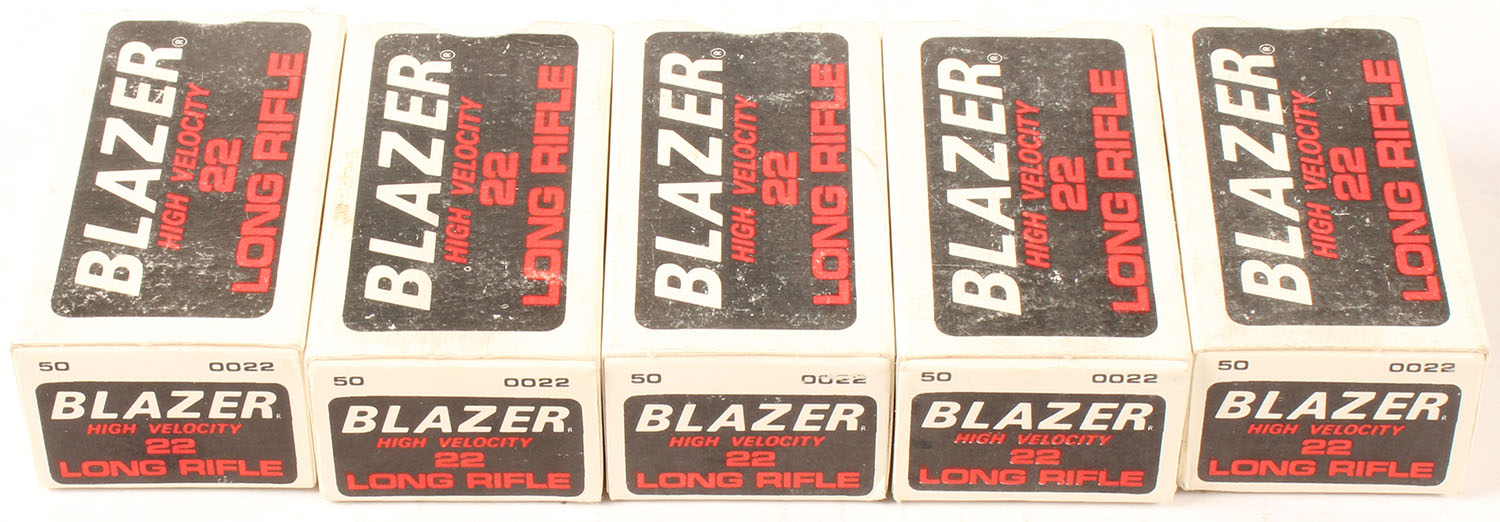 BLAZER®
HIGH VELOCITY
22
LONG RIFLE
BLAZER®
HIGH VELOCITY
22
LONG RIFLE
BLAZER®
HIGH VELOCITY
22
LONG RIFLE
BLAZER®
HIGH VELOCITY
22
LONG RIFLE
BLAZER®
HIGH VELOCITY
22
LONG RIFLE
50 0022
BLAZER®
HIGH VELOCITY
22
LONG RIFLE
50 0022
BLAZER®
HIGH VELOCITY
22
LONG RIFLE
50 0022
BLAZER®
HIGH VELOCITY
22
LONG RIFLE
50 0022
BLAZER®
HIGH VELOCITY
22
LONG RIFLE
50 0022
BLAZER®
HIGH VELOCITY
22
LONG RIFLE